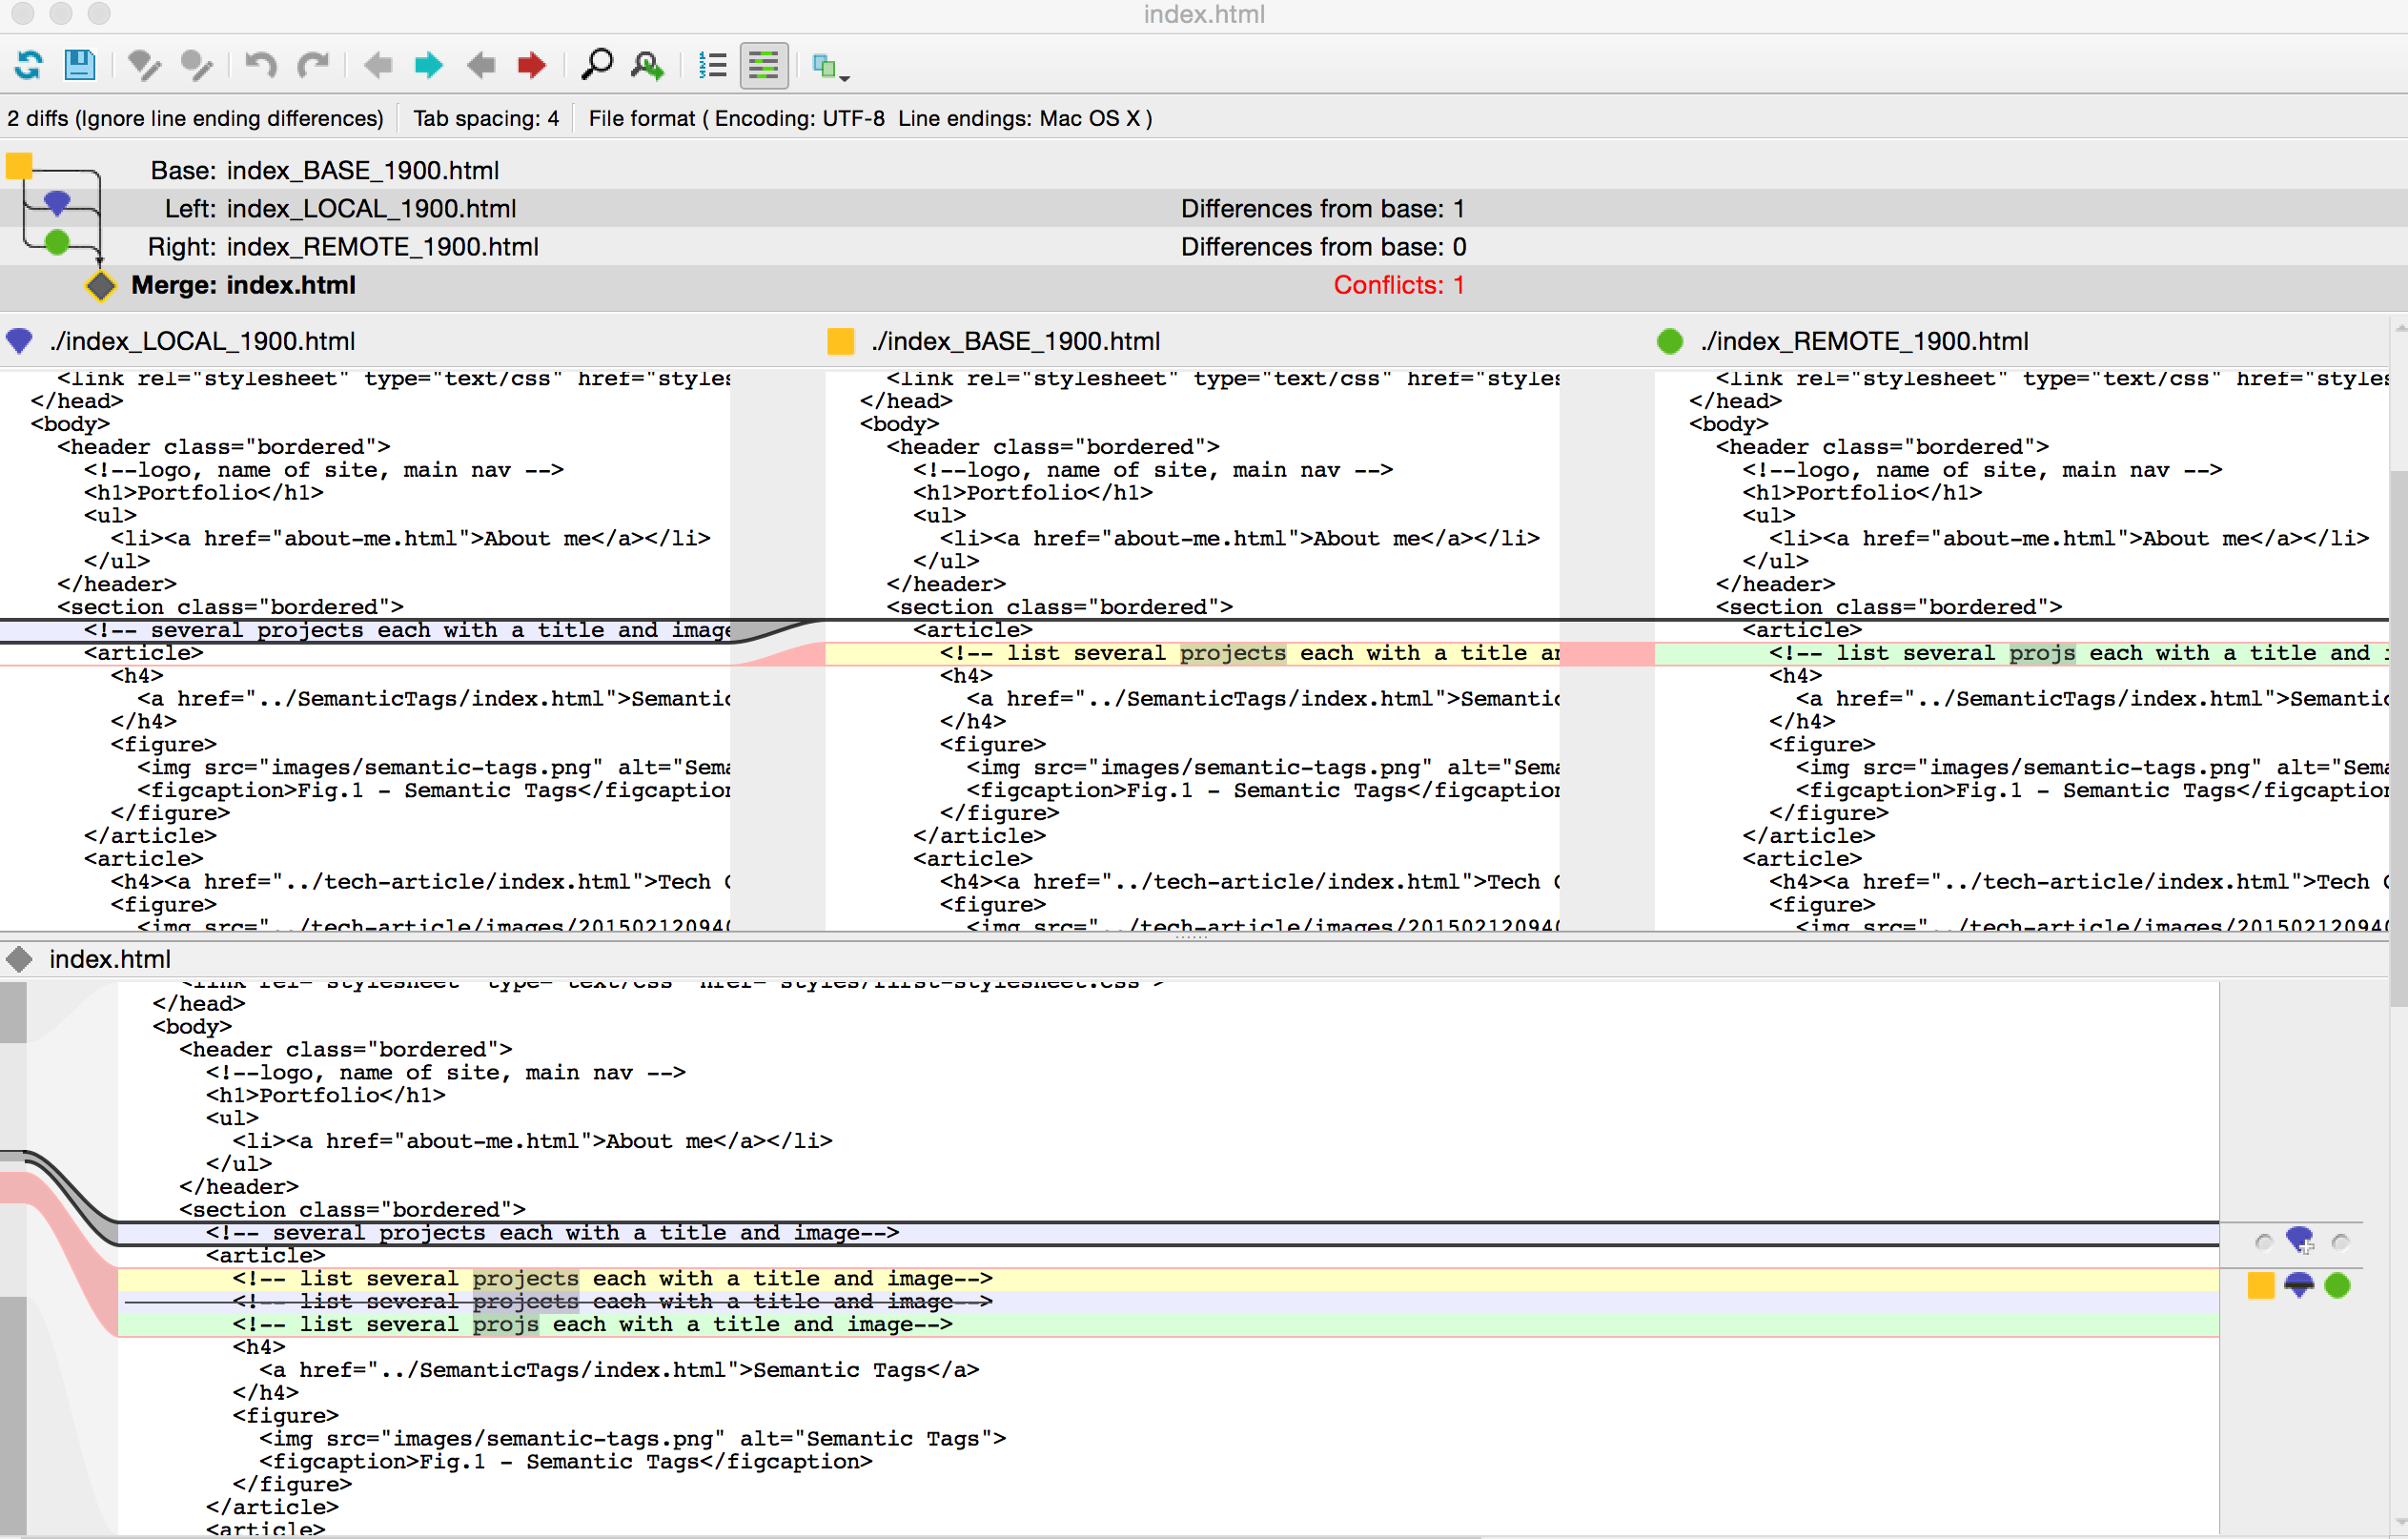 index.html
2 diffs (Ignore line ending differences) Tab spacing: 4 File format ( Encoding: UTF-8 Line endings: Mac OS X )
Base: index_BASE_1900.html
Left: index_LOCAL_1900.html Differences from base: 1
Right: index_REMOTE_1900.html Differences from base: 0
Merge: index.html Conflicts: 1
./index_LOCAL_1900.html
<link rel="stylesheet" type="text/css" href="styles
</head>
<body>
<header class="bordered">
<!--logo, name of site, main nav -->
<h1>Portfolio</h1>
<ul>
<li><a href="about-me.html">About me</a></li>
</ul>
</header>
<section class="bordered">
<!-- several projects each with a title and image
<article>
<h4>
<a href="../SemanticTags/index.html">Semantic
</h4>
<figure>
<img src="images/semantic-tags.png" alt="Sema
<figcaption>Fig.1 - Semantic Tags</figcaption
</figure>
</article>
<article>
<h4><a href="../tech-article/index.html">Tech
<figure>
<img src="../tech-article/images/201502120940
./index_BASE_1900.html
<link rel="stylesheet" type="text/css" href="styles
</head>
<body>
<header class="bordered">
<!--logo, name of site, main nav -->
<h1>Portfolio</h1>
<ul>
<li><a href="about-me.html">About me</a></li>
</ul>
</header>
<section class="bordered">
<article>
<!-- list several projects each with a title an
<h4>
<a href="../SemanticTags/index.html">Semantic
</h4>
<figure>
<img src="images/semantic-tags.png" alt="Sema
<figcaption>Fig.1 - Semantic Tags</figcaption
</figure>
</article>
<article>
<h4><a href="../tech-article/index.html">Tech
<figure>
<img src="../tech-article/images/201502120940
./index_REMOTE_1900.html
<link rel="stylesheet" type="text/css" href="styles
</head>
<body>
<header class="bordered">
<!--logo, name of site, main nav -->
<h1>Portfolio</h1>
<ul>
<li><a href="about-me.html">About me</a></li>
</ul>
</header>
<section class="bordered">
<article>
<!-- list several projs each with a title and
<h4>
<a href="../SemanticTags/index.html">Semantic
</h4>
<figure>
<img src="images/semantic-tags.png" alt="Sema
<figcaption>Fig.1 - Semantic Tags</figcaption
</figure>
</article>
<article>
<h4><a href="../tech-article/index.html">Tech
<figure>
<img src="../tech-article/images/201502120940
index.html
<link rel="stylesheet" type="text/css" href="styles/first-stylesheet.css">
</head>
<body>
<header class="bordered">
<!--logo, name of site, main nav -->
<h1>Portfolio</h1>
<ul>
<li><a href="about-me.html">About me</a></li>
</ul>
</header>
<section class="bordered">
<!-- several projects each with a title and image-->
<article>
<!-- list several projects each with a title and image-->
<!-- list several projects each with a title and image-->
<!-- list several projs each with a title and image-->
<h4>
<a href="../SemanticTags/index.html">Semantic Tags</a>
</h4>
<figure>
<img src="images/semantic-tags.png" alt="Semantic Tags">
<figcaption>Fig.1 - Semantic Tags</figcaption>
</figure>
</article>
<article>